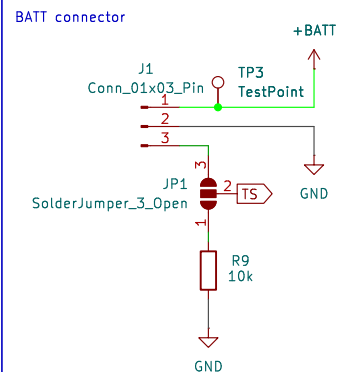 BATT connector
+BATT
J1
Conn_01x03_Pin
TP3
TestPoint
1
2
3
GND
3
JP1
SolderJumper_3_Open
2
TS
1
R9
10k
GND